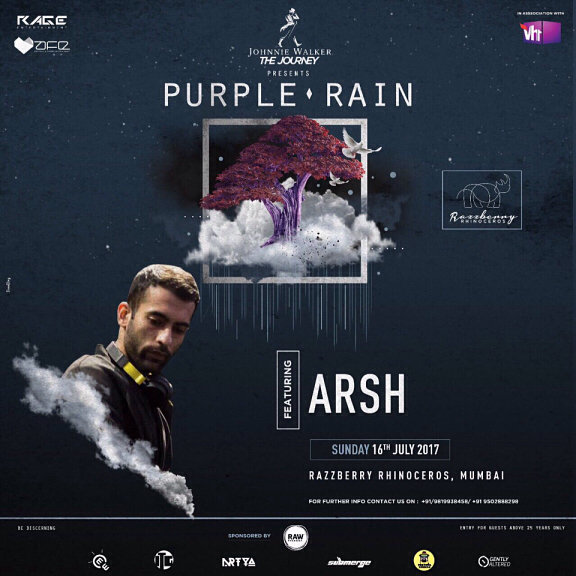 RAGE
ENTERTAINMENT
JOHNNIE WALKER
THE JOURNEY
PRESENTS
IN ASSOCIATION WITH
Vh1
PURPLE RAIN
Razzberry
RHINOCEROS
FEATURING
ARSH
SUNDAY 16TH JULY 2017
RAZZBERRY RHINOCEROS, MUMBAI
FOR FURTHER INFO CONTACT US ON : +91/9819938458/ +91 9502888298
BE DISCERNING
ENTRY FOR GUESTS ABOVE 25 YEARS ONLY
SPONSORED BY
RAW
submerge
GENTLY
ALTERED